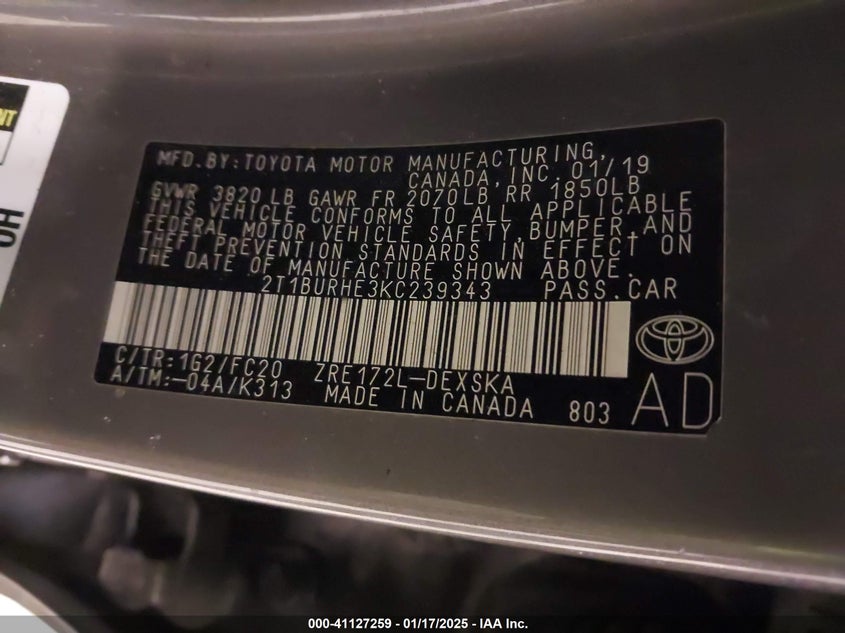 NT
OH
MFD. BY: TOYOTA MOTOR MANUFACTURING,
CANADA, INC. 01/19
GVWR 3820 LB GAWR FR 2070LB RR 1850LB
THIS VEHICLE CONFORMS TO ALL APPLICABLE
FEDERAL MOTOR VEHICLE SAFETY, BUMPER, AND
THEFT PREVENTION STANDARDS IN EFFECT ON
THE DATE OF MANUFACTURE SHOWN ABOVE.
2T1BURHE3KC239343 PASS. CAR
C/TR: 1G2/FC20 ZRE172L-DEXSKA
A/TM: -04A/K313 MADE IN CANADA 803 AD
000-41127259 - 01/17/2025 - IAA Inc.